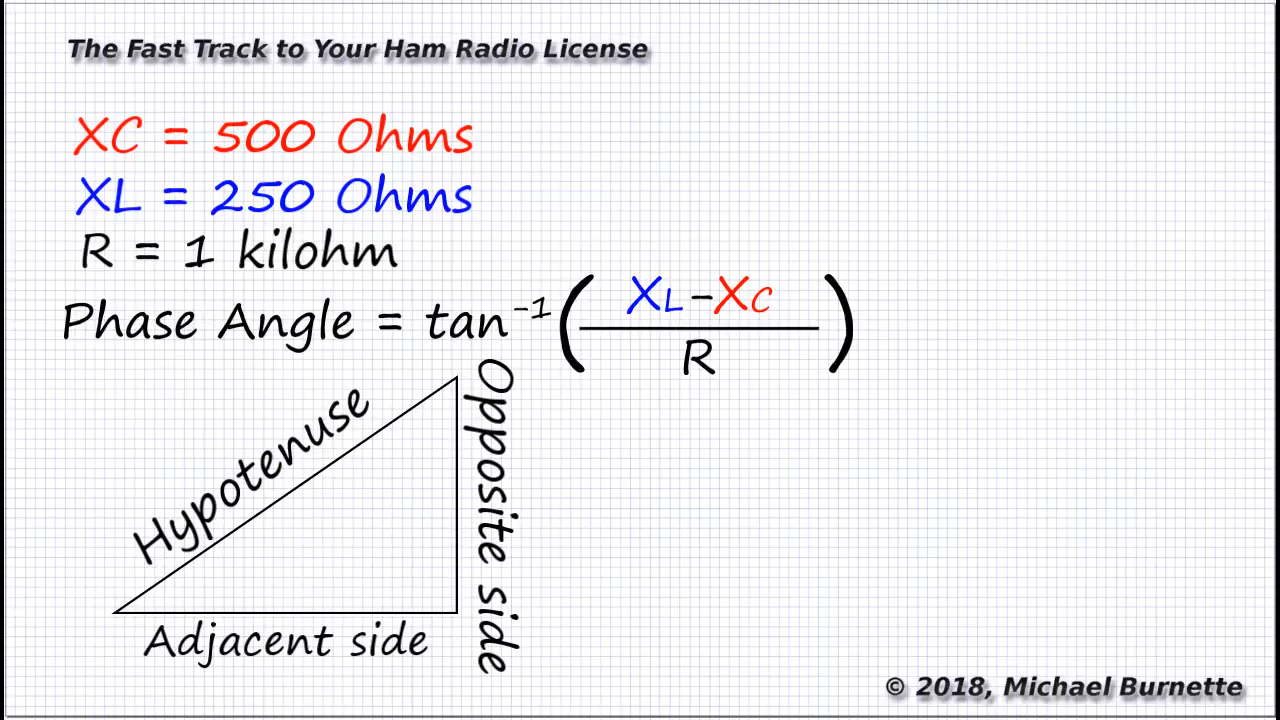 The Fast Track to Your Ham Radio License
XC = 500 Ohms
XL = 250 Ohms
R = 1 kilohm
Phase Angle = tan⁻¹ ( XL-XC / R )
Hypotenuse
Opposite side
Adjacent side
© 2018, Michael Burnette